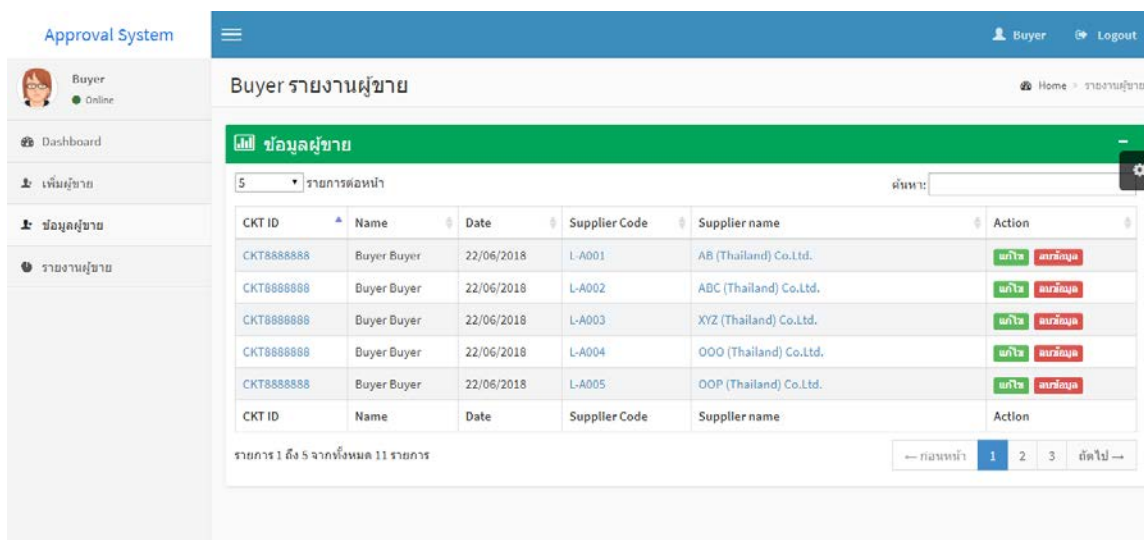 Approval System
Buyer
Logout
Buyer
Online
Buyer รายงานผู้ขาย
Home > รายงานผู้ขาย
Dashboard
เพิ่มผู้ขาย
ข้อมูลผู้ขาย
รายงานผู้ขาย
ข้อมูลผู้ขาย
5 รายการต่อหน้า
ค้นหา:
CKT ID Name Date Supplier Code Supplier name Action
CKT8888888 Buyer Buyer 22/06/2018 L-A001 AB (Thailand) Co.Ltd. แก้ไข ลบข้อมูล
CKT8888888 Buyer Buyer 22/06/2018 L-A002 ABC (Thailand) Co.Ltd. แก้ไข ลบข้อมูล
CKT8888888 Buyer Buyer 22/06/2018 L-A003 XYZ (Thailand) Co.Ltd. แก้ไข ลบข้อมูล
CKT8888888 Buyer Buyer 22/06/2018 L-A004 OOO (Thailand) Co.Ltd. แก้ไข ลบข้อมูล
CKT8888888 Buyer Buyer 22/06/2018 L-A005 OOP (Thailand) Co.Ltd. แก้ไข ลบข้อมูล
CKT ID Name Date Supplier Code Supplier name Action
รายการ 1 ถึง 5 จากทั้งหมด 11 รายการ
← ก่อนหน้า 1 2 3 ถัดไป →